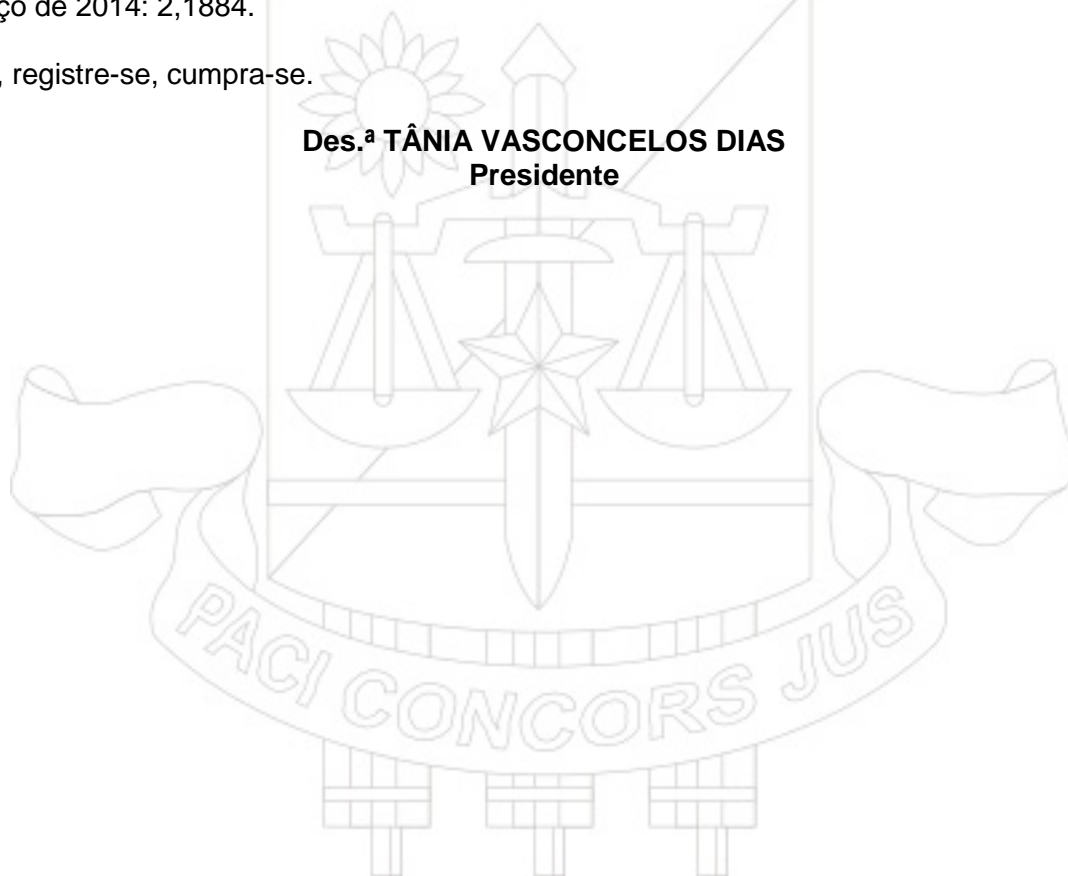 ço de 2014: 2,1884.
, registre-se, cumpra-se.
Des.ª TÂNIA VASCONCELOS DIAS
Presidente
PACI CONCORS JUS